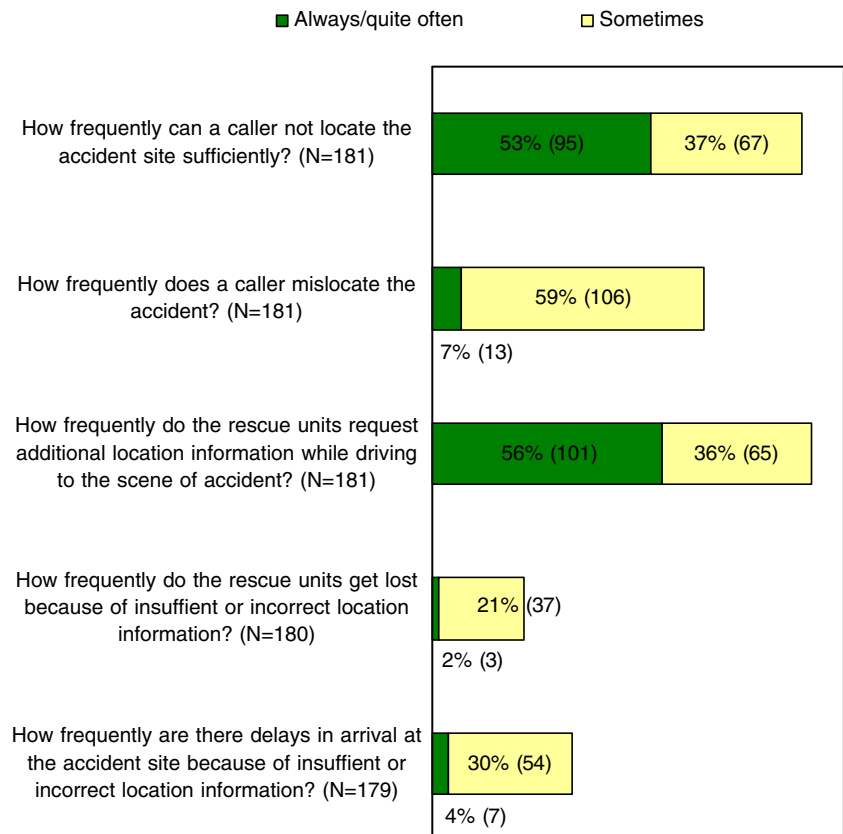 Always/quite often
Sometimes
How frequently can a caller not locate the
accident site sufficiently? (N=181)
53% (95)
37% (67)
How frequently does a caller mislocate the
accident? (N=181)
59% (106)
7% (13)
How frequently do the rescue units request
additional location information while driving
to the scene of accident? (N=181)
56% (101)
36% (65)
How frequently do the rescue units get lost
because of insuffient or incorrect location
information? (N=180)
21% (37)
2% (3)
How frequently are there delays in arrival at
the accident site because of insuffient or
incorrect location information? (N=179)
30% (54)
4% (7)